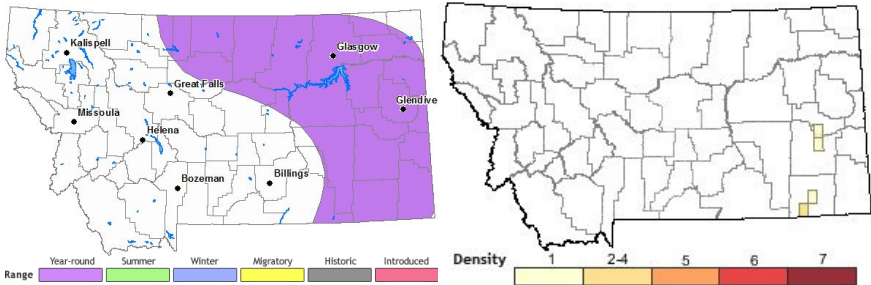 Kalispell
Glasgow
Great Falls
Glendive
Missoula
Helena
Bozeman
Billings
Year-round Summer Winter Migratory Historic Introduced
Range
Density
1 2-4 5 6 7